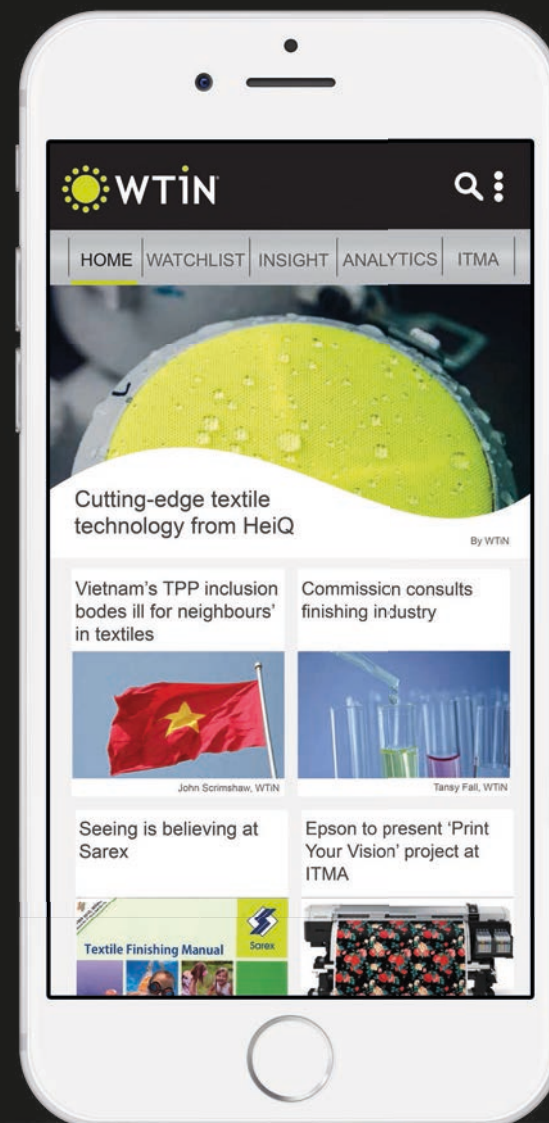 WTiN
HOME
WATCHLIST
INSIGHT
ANALYTICS
ITMA
Cutting-edge textile
technology from HeiQ
By WTiN
Vietnam's TPP inclusion
bodes ill for neighbours'
in textiles
John Scrimshaw, WTiN
Commission consults
finishing industry
Tansy Fall, WTiN
Seeing is believing at
Sarex
Textile Finishing Manual
Sarex
Epson to present 'Print
Your Vision' project at
ITMA